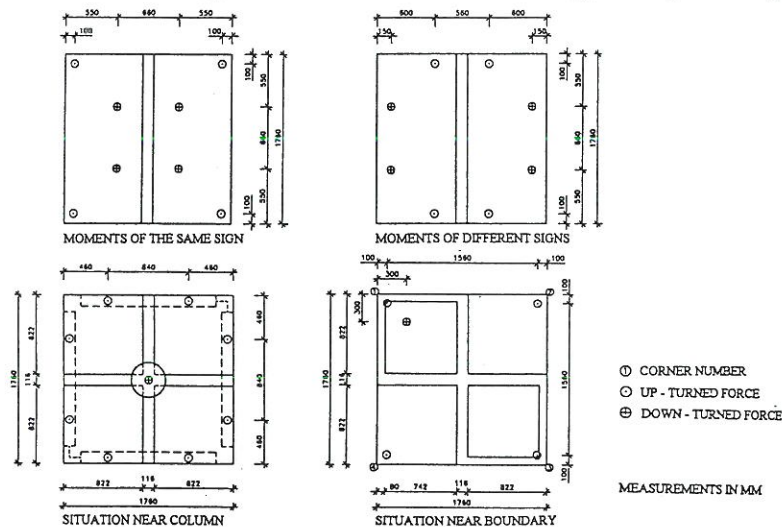 550 660 550
100 100
100
550
660
1760
550
100
MOMENTS OF THE SAME SIGN
600 560 600
150 150
100
550
660
1760
550
100
MOMENTS OF DIFFERENT SIGNS
460 840 460
1760
822
116
822
460
840
460
822 116 822
1760
SITUATION NEAR COLUMN
100 1560 100
300
300
1 2
1760
822
116
822
100
1560
100
80 742 116 822
1760
SITUATION NEAR BOUNDARY
1 CORNER NUMBER
UP - TURNED FORCE
DOWN - TURNED FORCE
MEASUREMENTS IN MM